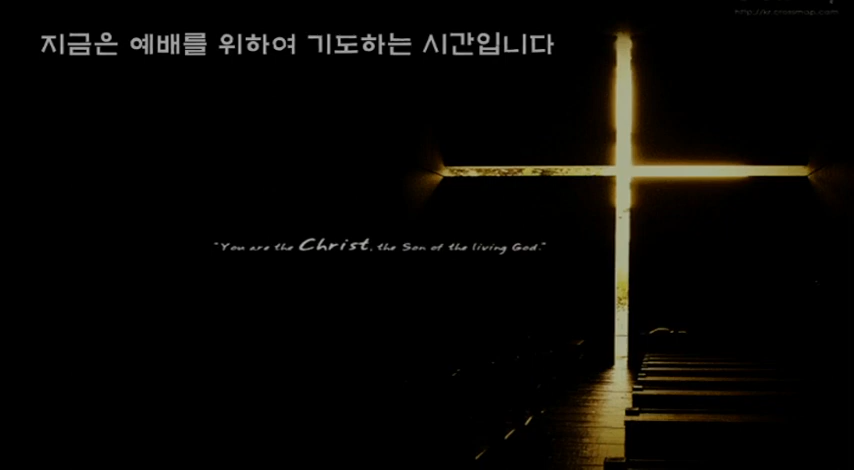 지금은 예배를 위하여 기도하는 시간입니다
"You are the Christ, the Son of the living God."